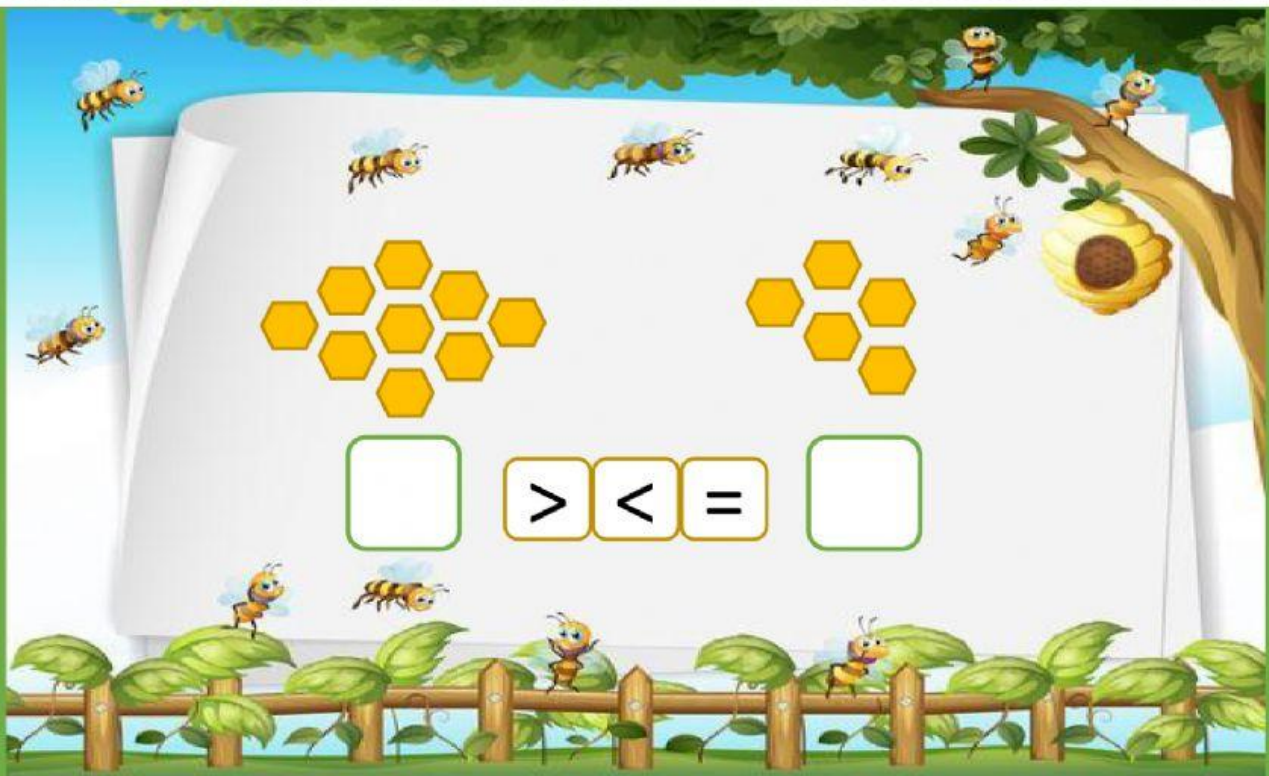 > < =